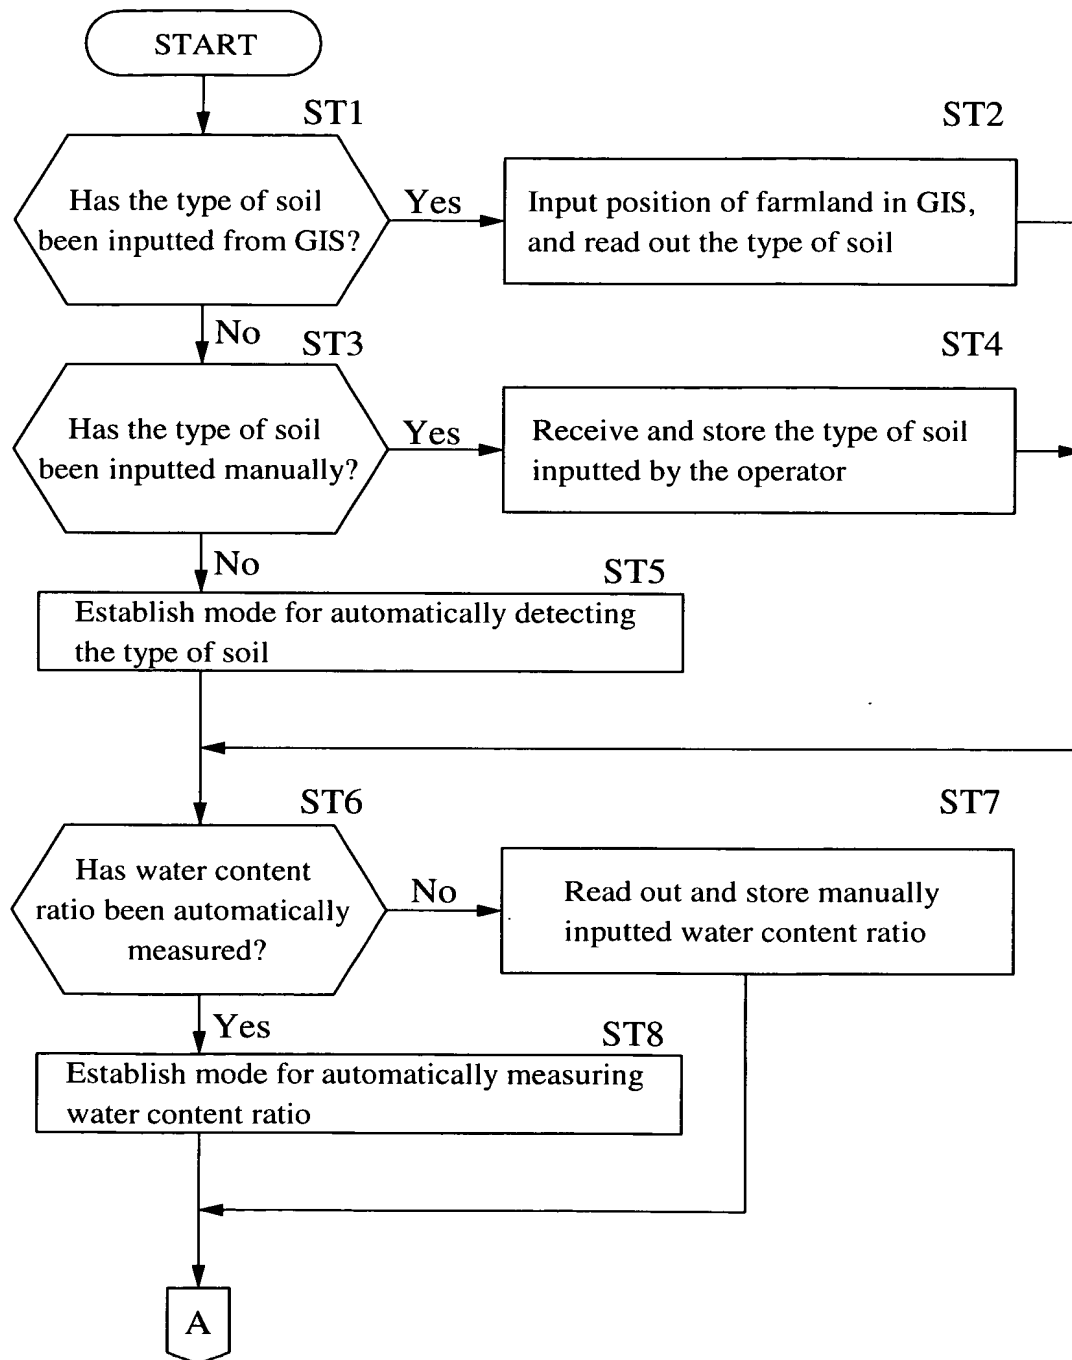 START
ST1
Has the type of soil
been inputted from GIS?
Yes
ST2
Input position of farmland in GIS,
and read out the type of soil
No
ST3
Has the type of soil
been inputted manually?
Yes
ST4
Receive and store the type of soil
inputted by the operator
No
ST5
Establish mode for automatically detecting
the type of soil
ST6
Has water content
ratio been automatically
measured?
No
ST7
Read out and store manually
inputted water content ratio
Yes
ST8
Establish mode for automatically measuring
water content ratio
A